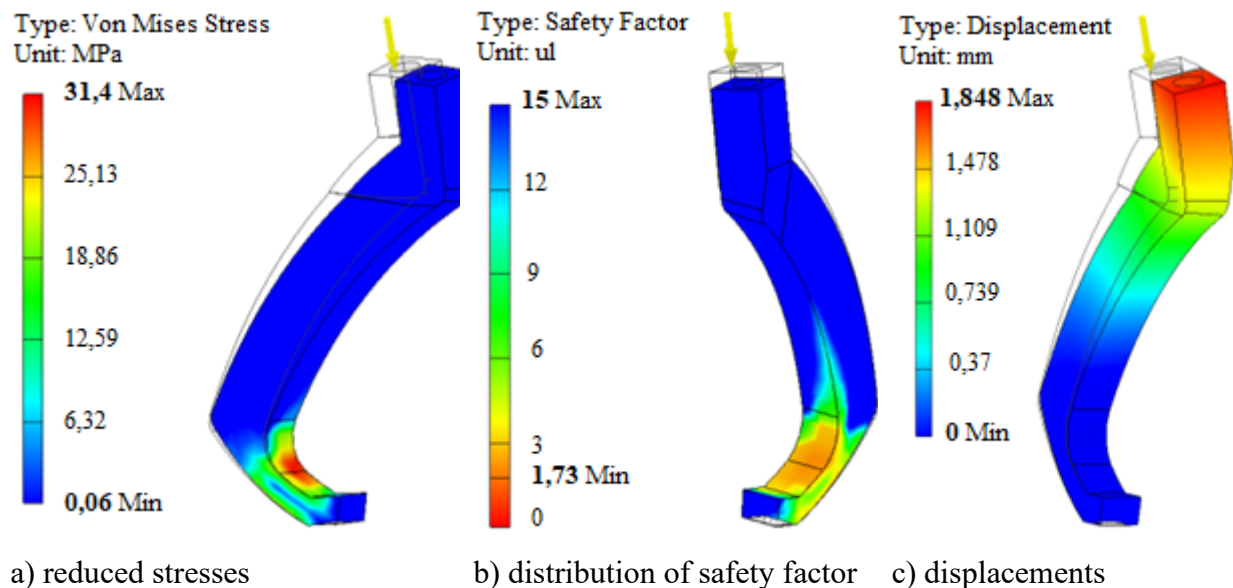 Type: Von Mises Stress
Unit: MPa
31,4 Max
25,13
18,86
12,59
6,32
0,06 Min
Type: Safety Factor
Unit: ul
15 Max
12
9
6
3
1,73 Min
0
Type: Displacement
Unit: mm
1,848 Max
1,478
1,109
0,739
0,37
0 Min
a) reduced stresses
b) distribution of safety factor
c) displacements